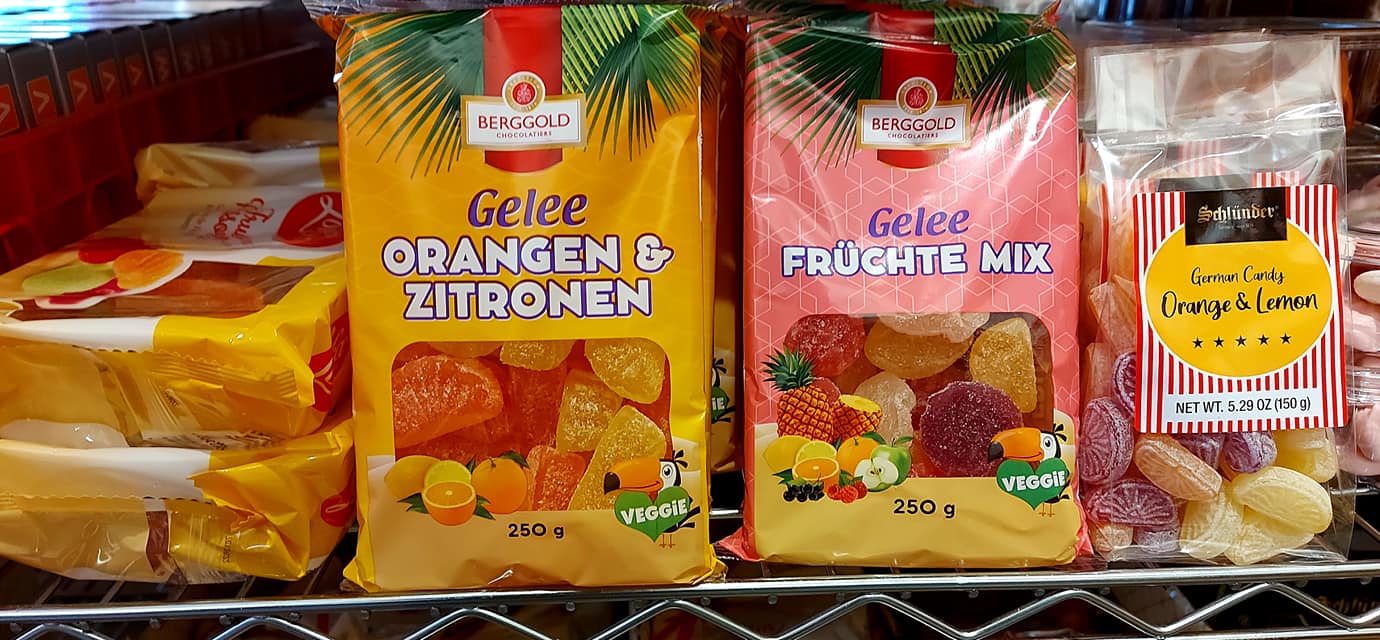 BERGGOLD
CHOCOLATIERS
Gelee
ORANGEN &
ZITRONEN
VEGGIE
250 g
BERGGOLD
CHOCOLATIERS
Gelee
FRÜCHTE MIX
VEGGIE
250 g
Schlünder
German Candy
Orange & Lemon
NET WT. 5.29 OZ (150 g)